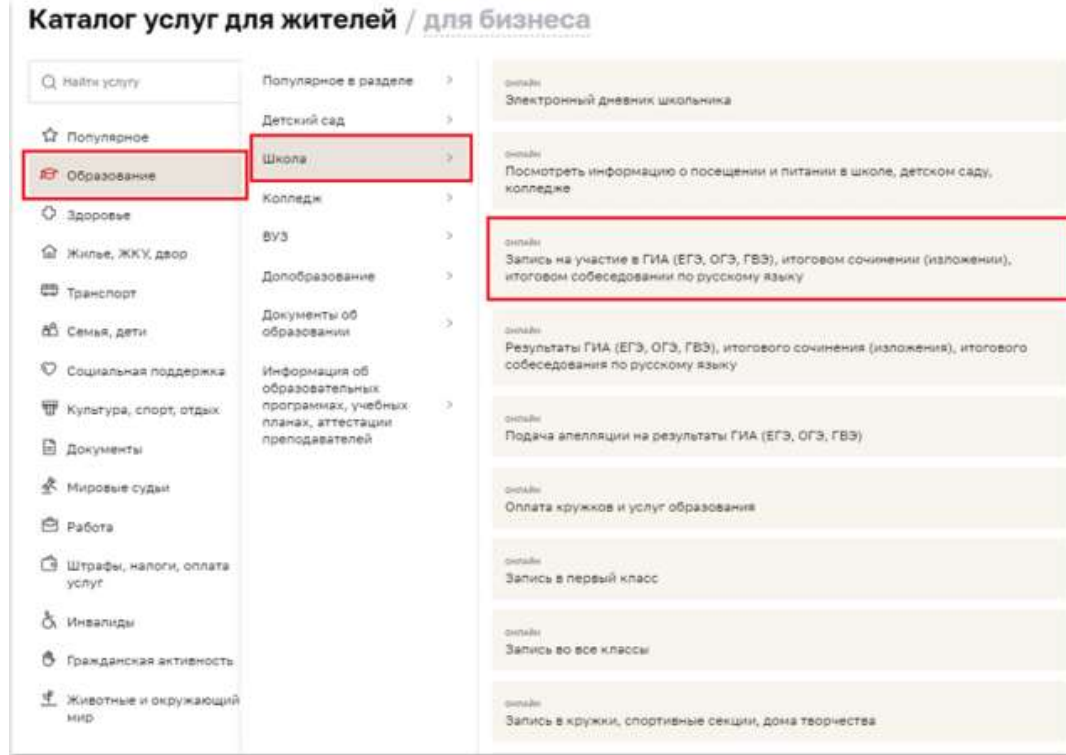 Каталог услуг для жителей / для бизнеса
Найти услугу
Популярное
Образование
Здоровье
Жилье, ЖКУ, двор
Транспорт
Семья, дети
Социальная поддержка
Культура, спорт, отдых
Документы
Мировые судьи
Работа
Штрафы, налоги, оплата
услуг
Инвалиды
Гражданская активность
Животные и окружающий
мир
Популярное в разделе
Детский сад
Школа
Колледж
ВУЗ
Допобразование
Документы об
образовании
Информация об
образовательных
программах, учебных
планах, аттестации
преподавателей
онлайн
Электронный дневник школьника
онлайн
Посмотреть информацию о посещении и питании в школе, детском саду,
колледже
онлайн
Запись на участие в ГИА (ЕГЭ, ОГЭ, ГВЭ), итоговом сочинении (изложении),
итоговом собеседовании по русскому языку
онлайн
Результаты ГИА (ЕГЭ, ОГЭ, ГВЭ), итогового сочинения (изложения), итогового
собеседования по русскому языку
онлайн
Подача апелляции на результаты ГИА (ЕГЭ, ОГЭ, ГВЭ)
онлайн
Оплата кружков и услуг образования
онлайн
Запись в первый класс
онлайн
Запись во все классы
онлайн
Запись в кружки, спортивные секции, дома творчества